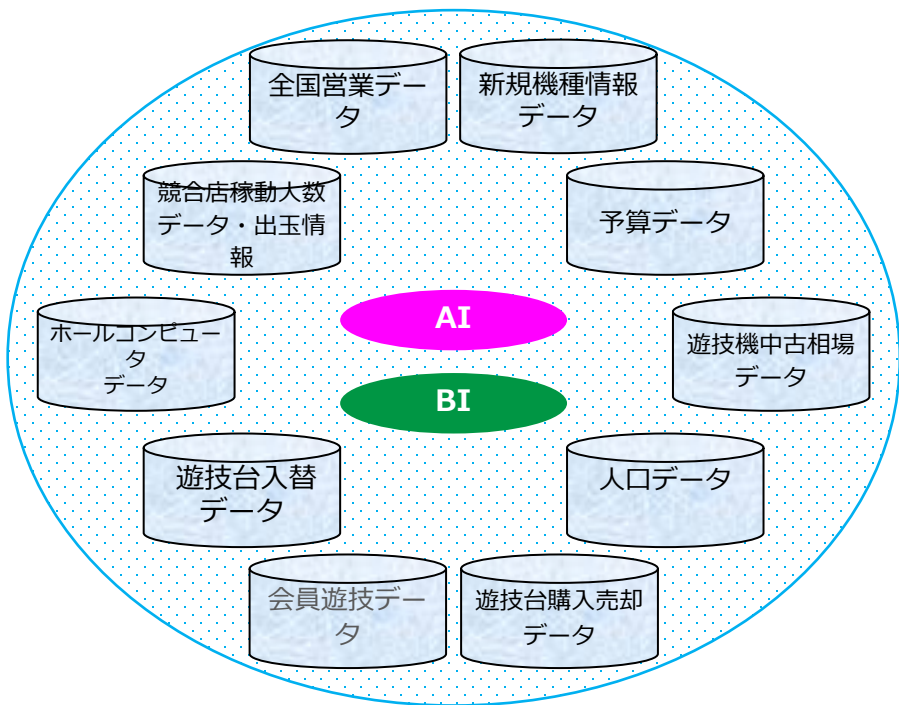 全国営業デー
タ
新規機種情報
データ
競合店稼動人数
データ・出玉情
報
予算データ
ホールコンピュー
タ
データ
AI
遊技機中古相場
データ
BI
遊技台入替
データ
人口データ
会員遊技デー
タ
遊技台購入売却
データ